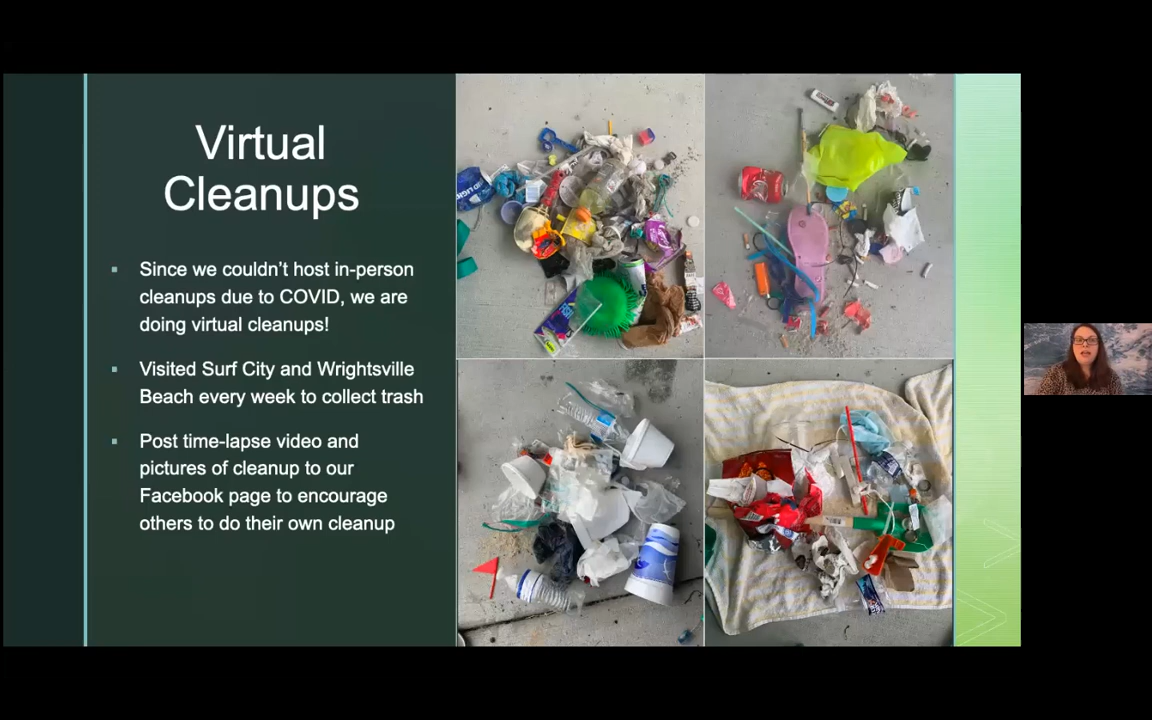 Virtual
Cleanups
Since we couldn't host in-person
cleanups due to COVID, we are
doing virtual cleanups!
Visited Surf City and Wrightsville
Beach every week to collect trash
Post time-lapse video and
pictures of cleanup to our
Facebook page to encourage
others to do their own cleanup